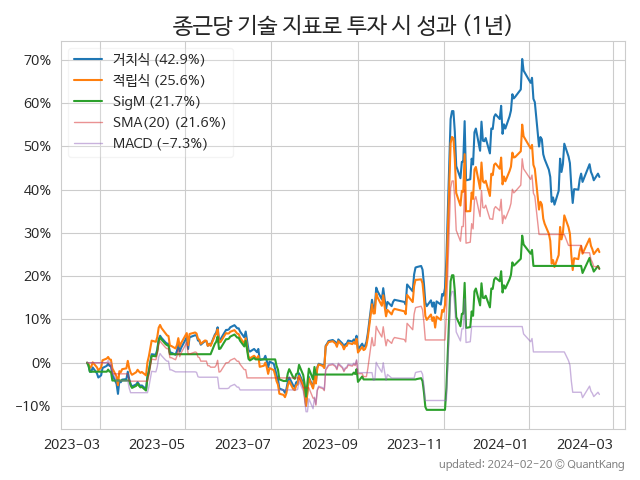 종근당 기술 지표로 투자 시 성과 (1년)
거치식 (42.9%)
적립식 (25.6%)
SigM (21.7%)
SMA(20) (21.6%)
MACD (−7.3%)
70%
60%
50%
40%
30%
20%
10%
0%
−10%
2023-03 2023-05 2023-07 2023-09 2023-11 2024-01 2024-03
updated: 2024-02-20 © QuantKang